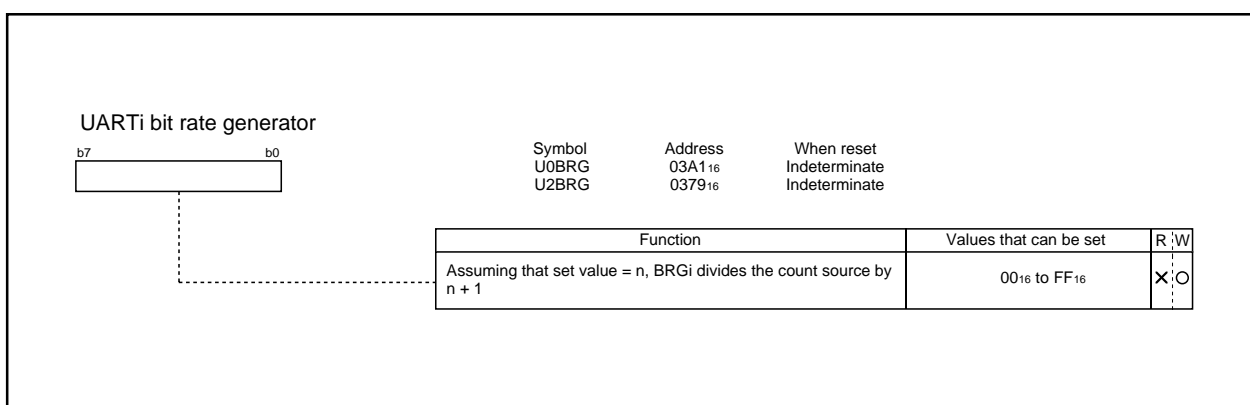 UARTi bit rate generator
b7 b0
Symbol Address When reset
U0BRG 03A1₁₆ Indeterminate
U2BRG 0379₁₆ Indeterminate
Function Values that can be set R W
Assuming that set value = n, BRGi divides the count source by
n + 1
00₁₆ to FF₁₆